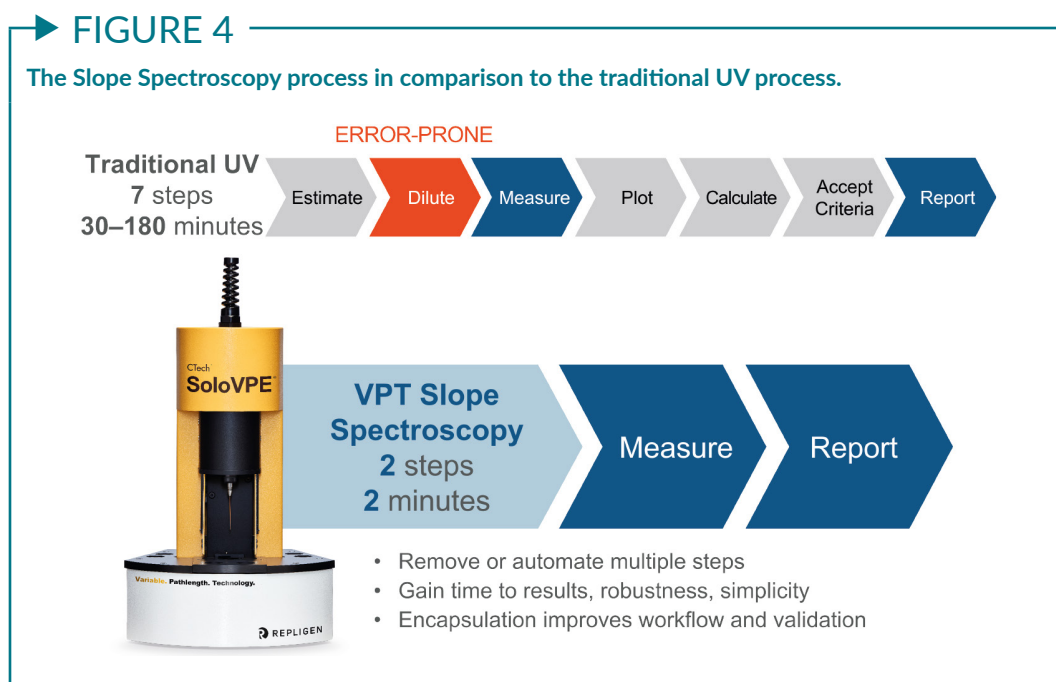 FIGURE 4
The Slope Spectroscopy process in comparison to the traditional UV process.
ERROR-PRONE
Traditional UV
7 steps
30–180 minutes
Estimate
Dilute
Measure
Plot
Calculate
Accept
Criteria
Report
CTech™
SoloVPE™
VPT Slope
Spectroscopy
2 steps
2 minutes
Measure
Report
Variable. Pathlength. Technology.
REPLIGEN
• Remove or automate multiple steps
• Gain time to results, robustness, simplicity
• Encapsulation improves workflow and validation